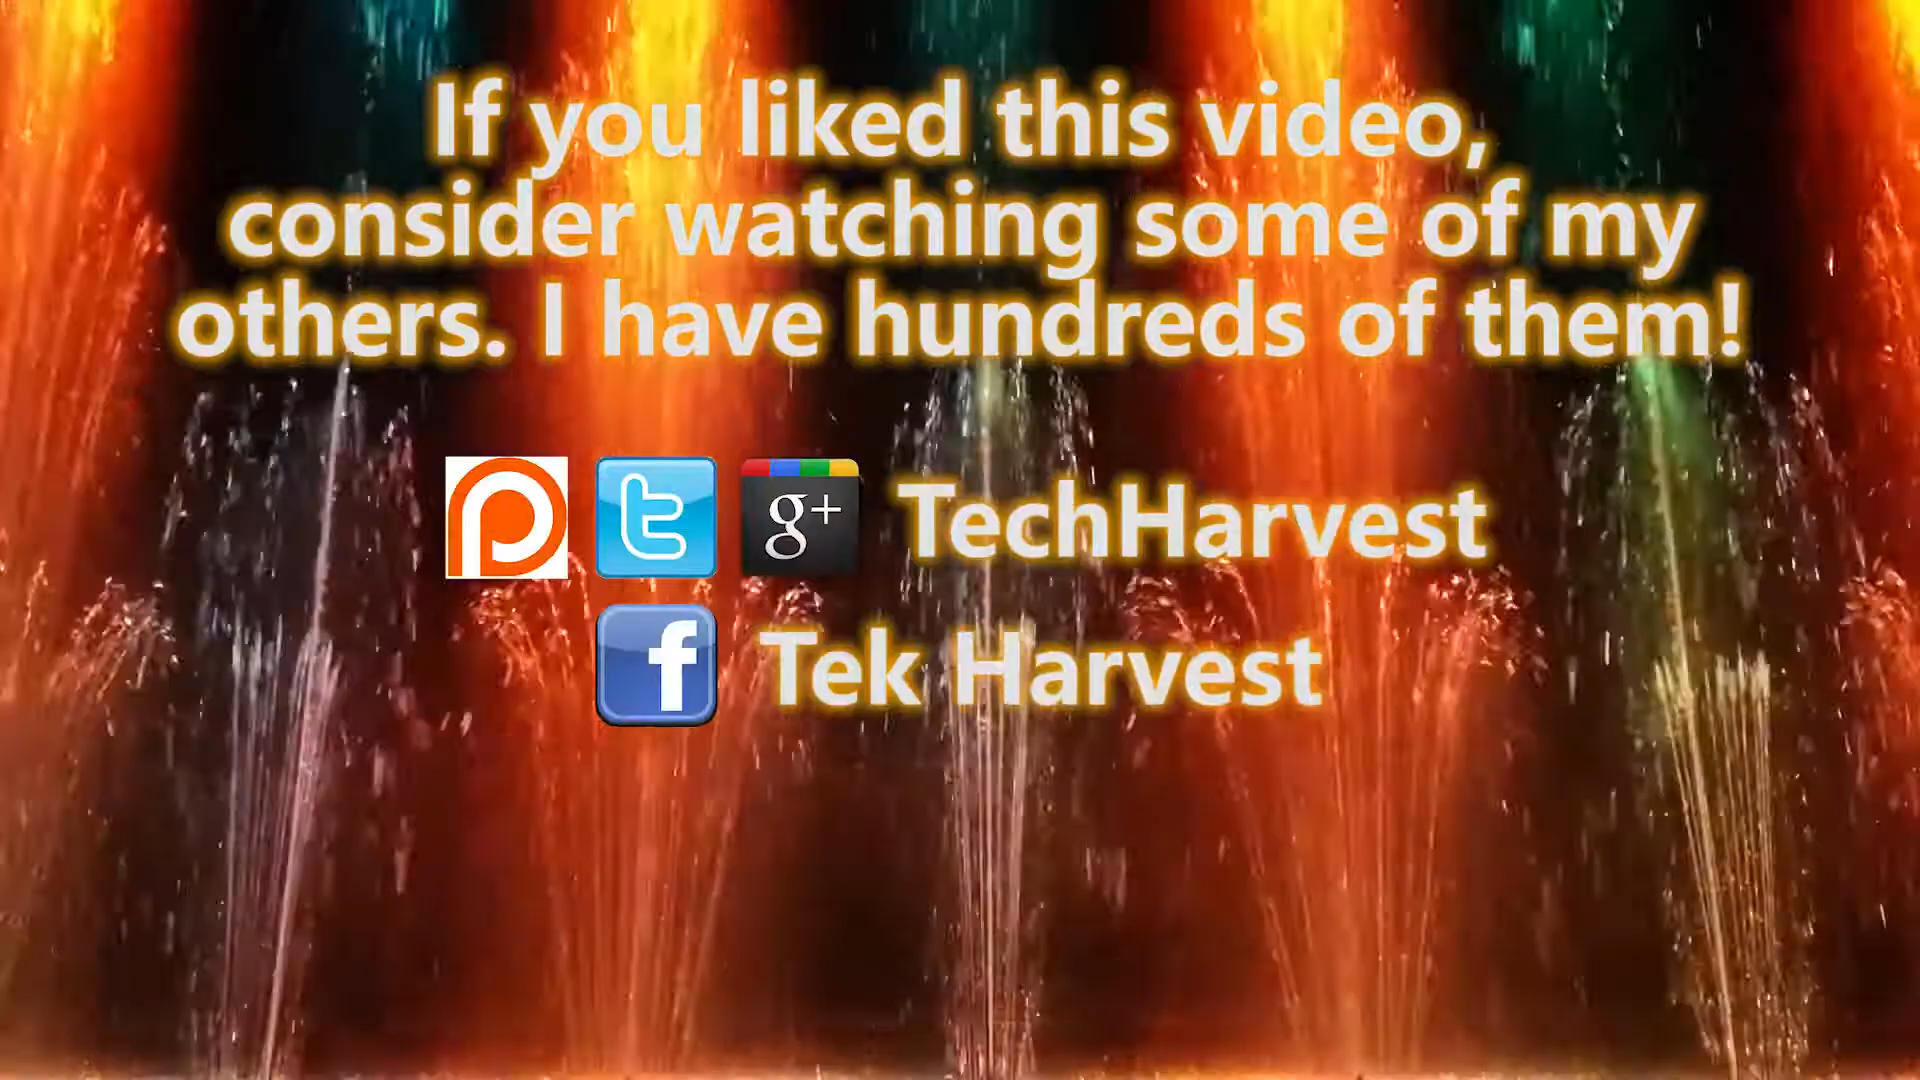 If you liked this video,
consider watching some of my
others. I have hundreds of them!
g+ TechHarvest
f Tek Harvest